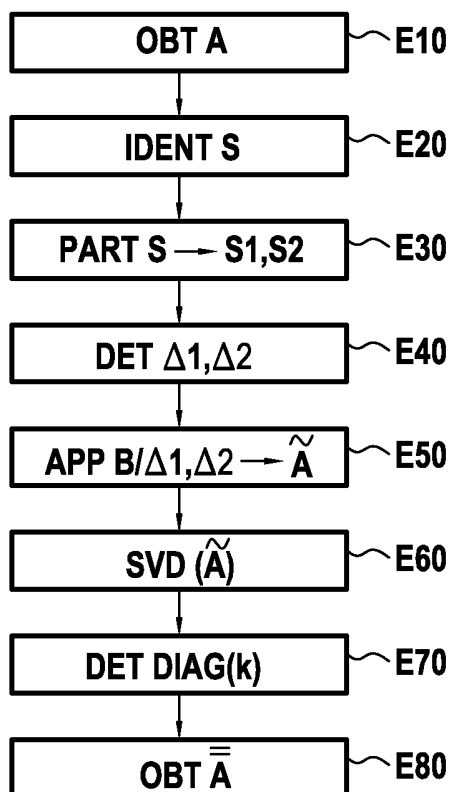 OBT A E10
IDENT S E20
PART S → S1,S2 E30
DET Δ1,Δ2 E40
APP B/Δ1,Δ2 → Ã E50
SVD (Ã) E60
DET DIAG(k) E70
OBT A̿ E80